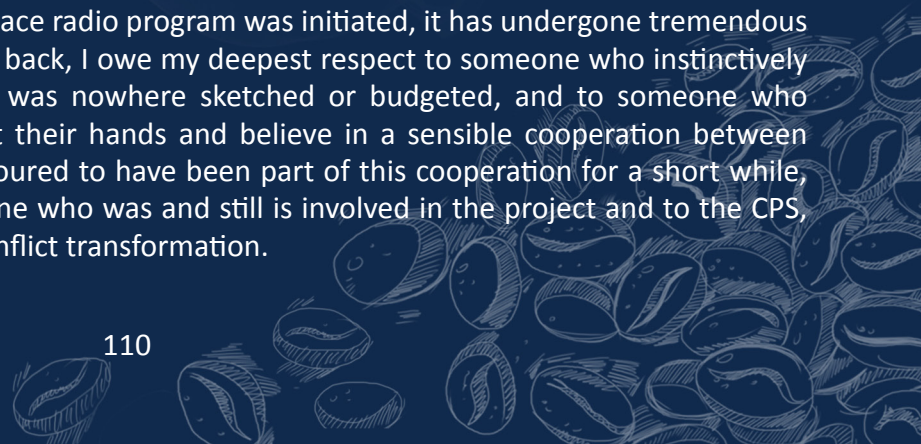 ace radio program was initiated, it has undergone tremendous
back, I owe my deepest respect to someone who instinctively
was nowhere sketched or budgeted, and to someone who
t their hands and believe in a sensible cooperation between
oured to have been part of this cooperation for a short while,
ne who was and still is involved in the project and to the CPS,
nflict transformation.
110